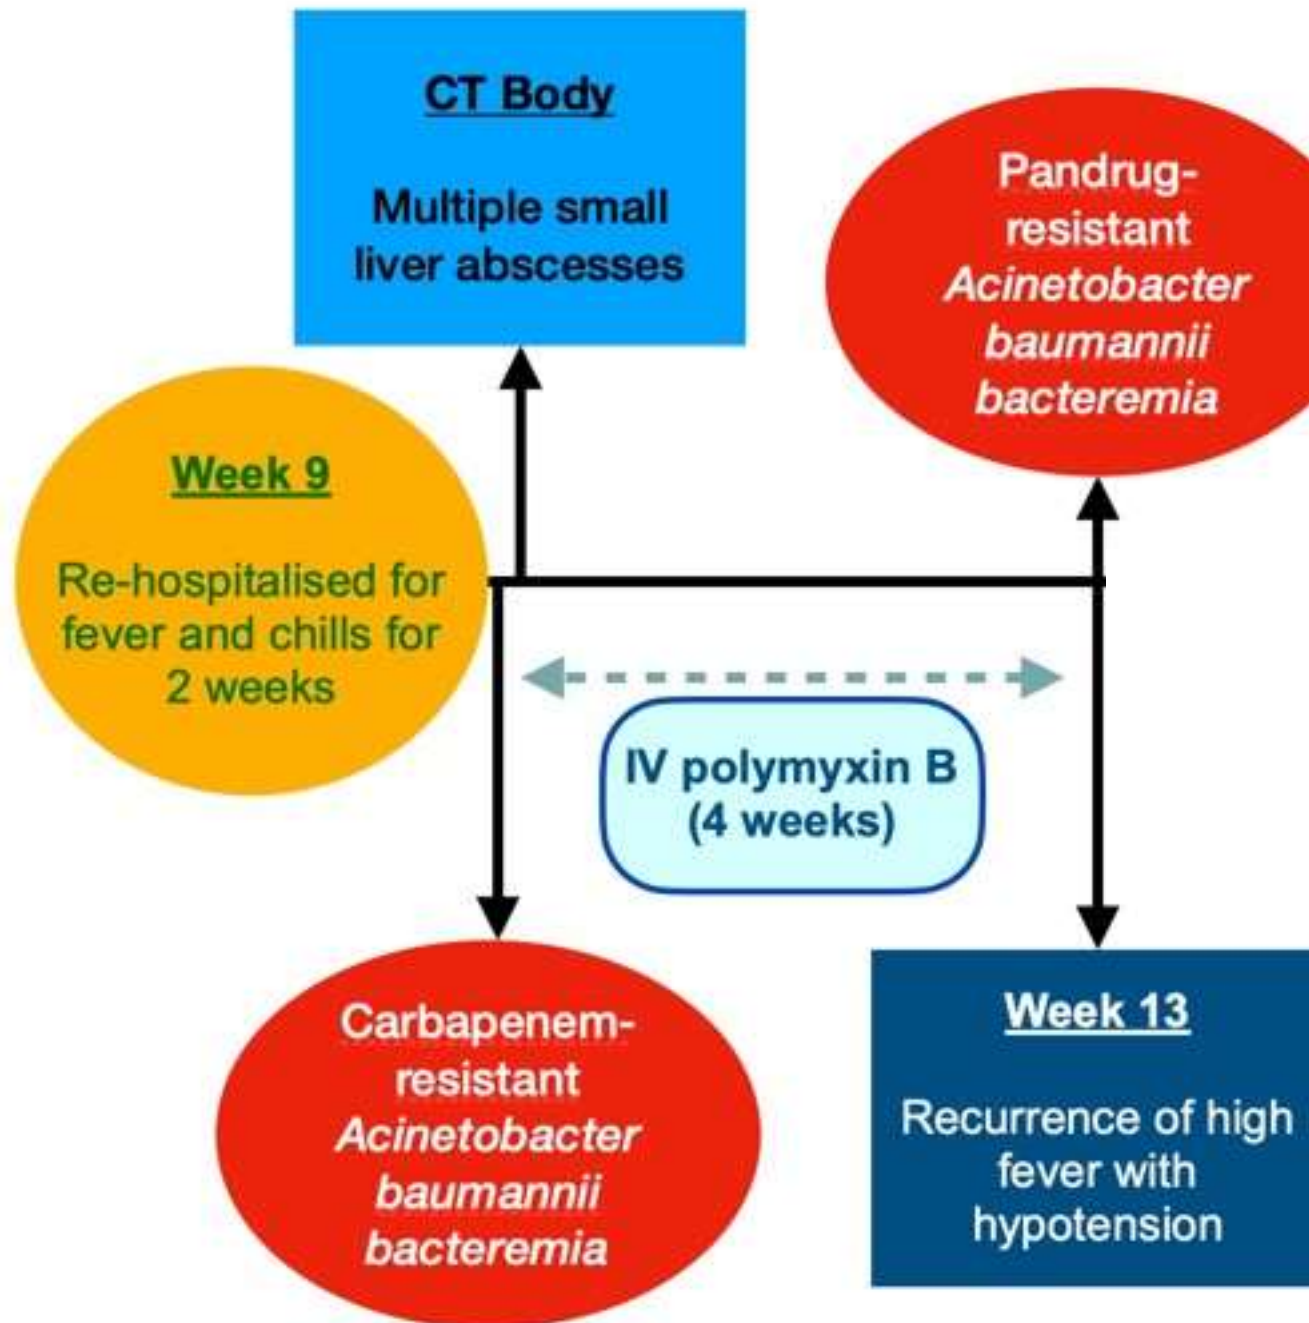 CT Body
Multiple small
liver abscesses
Pandrug-
resistant
Acinetobacter
baumannii
bacteremia
Week 9
Re-hospitalised for
fever and chills for
2 weeks
IV polymyxin B
(4 weeks)
Carbapenem-
resistant
Acinetobacter
baumannii
bacteremia
Week 13
Recurrence of high
fever with
hypotension